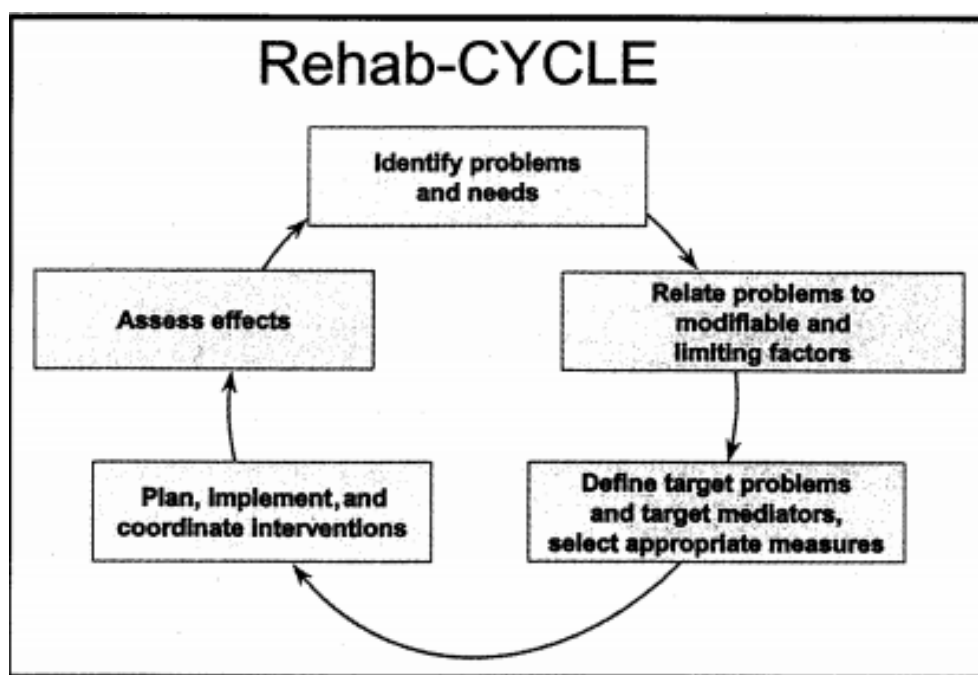 Rehab-CYCLE
Identify problems
and needs
Relate problems to
modifiable and
limiting factors
Define target problems
and target mediators,
select appropriate measures
Plan, implement, and
coordinate interventions
Assess effects